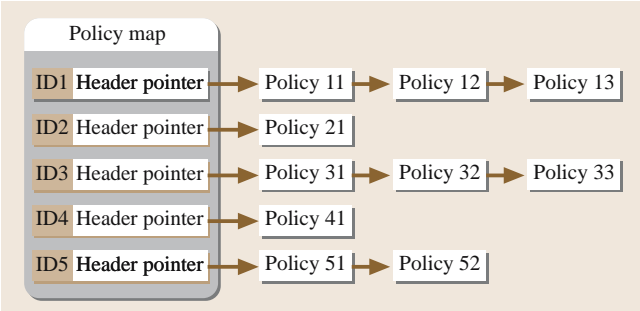 Policy map
ID1 Header pointer Policy 11 Policy 12 Policy 13
ID2 Header pointer Policy 21
ID3 Header pointer Policy 31 Policy 32 Policy 33
ID4 Header pointer Policy 41
ID5 Header pointer Policy 51 Policy 52